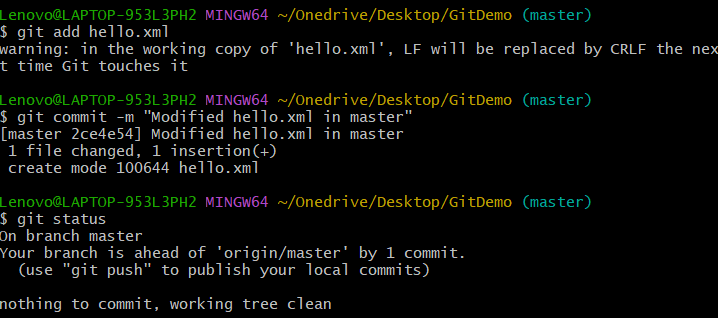 Lenovo@LAPTOP-953L3PH2 MINGW64 ~/Onedrive/Desktop/GitDemo (master)
$ git add hello.xml
warning: in the working copy of 'hello.xml', LF will be replaced by CRLF the nex
t time Git touches it
Lenovo@LAPTOP-953L3PH2 MINGW64 ~/Onedrive/Desktop/GitDemo (master)
$ git commit -m "Modified hello.xml in master"
[master 2ce4e54] Modified hello.xml in master
 1 file changed, 1 insertion(+)
 create mode 100644 hello.xml
Lenovo@LAPTOP-953L3PH2 MINGW64 ~/Onedrive/Desktop/GitDemo (master)
$ git status
On branch master
Your branch is ahead of 'origin/master' by 1 commit.
  (use "git push" to publish your local commits)
nothing to commit, working tree clean